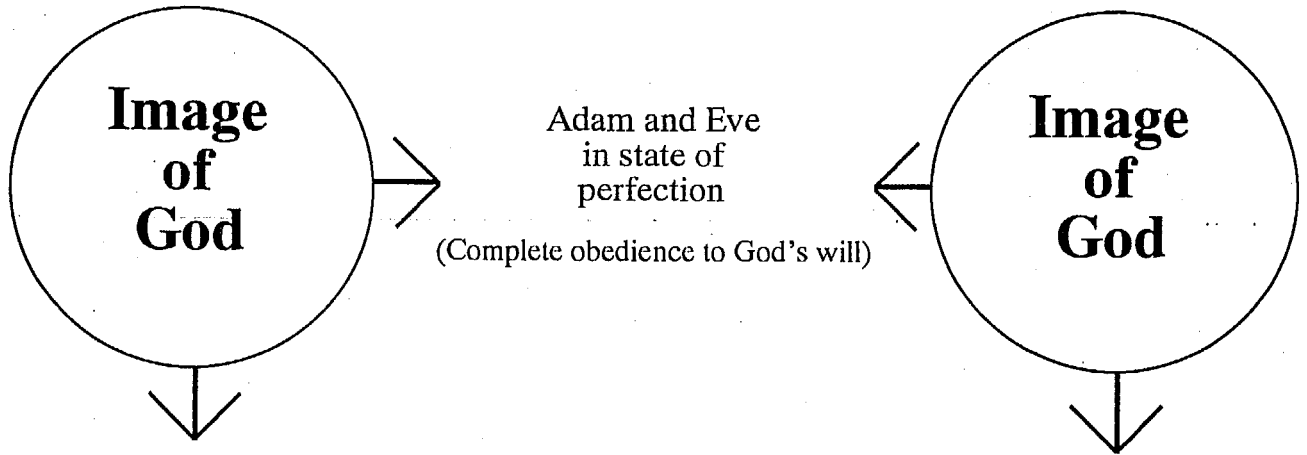 Image
of
God
Adam and Eve
in state of
perfection
(Complete obedience to God's will)
Image
of
God